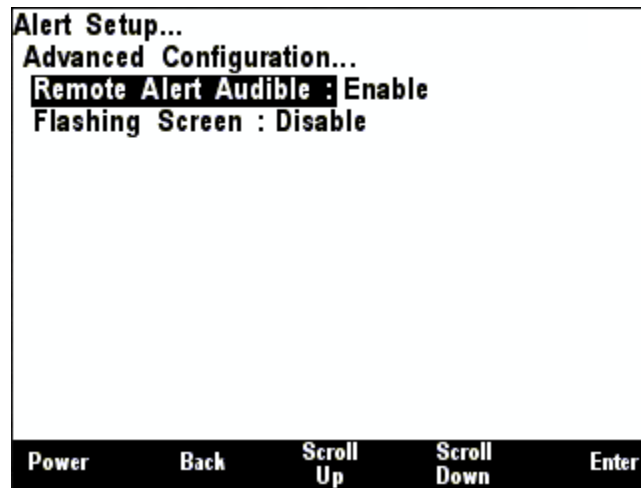 Alert Setup...
Advanced Configuration...
Remote Alert Audible : Enable
Flashing Screen : Disable
Power
Back
Scroll
Up
Scroll
Down
Enter